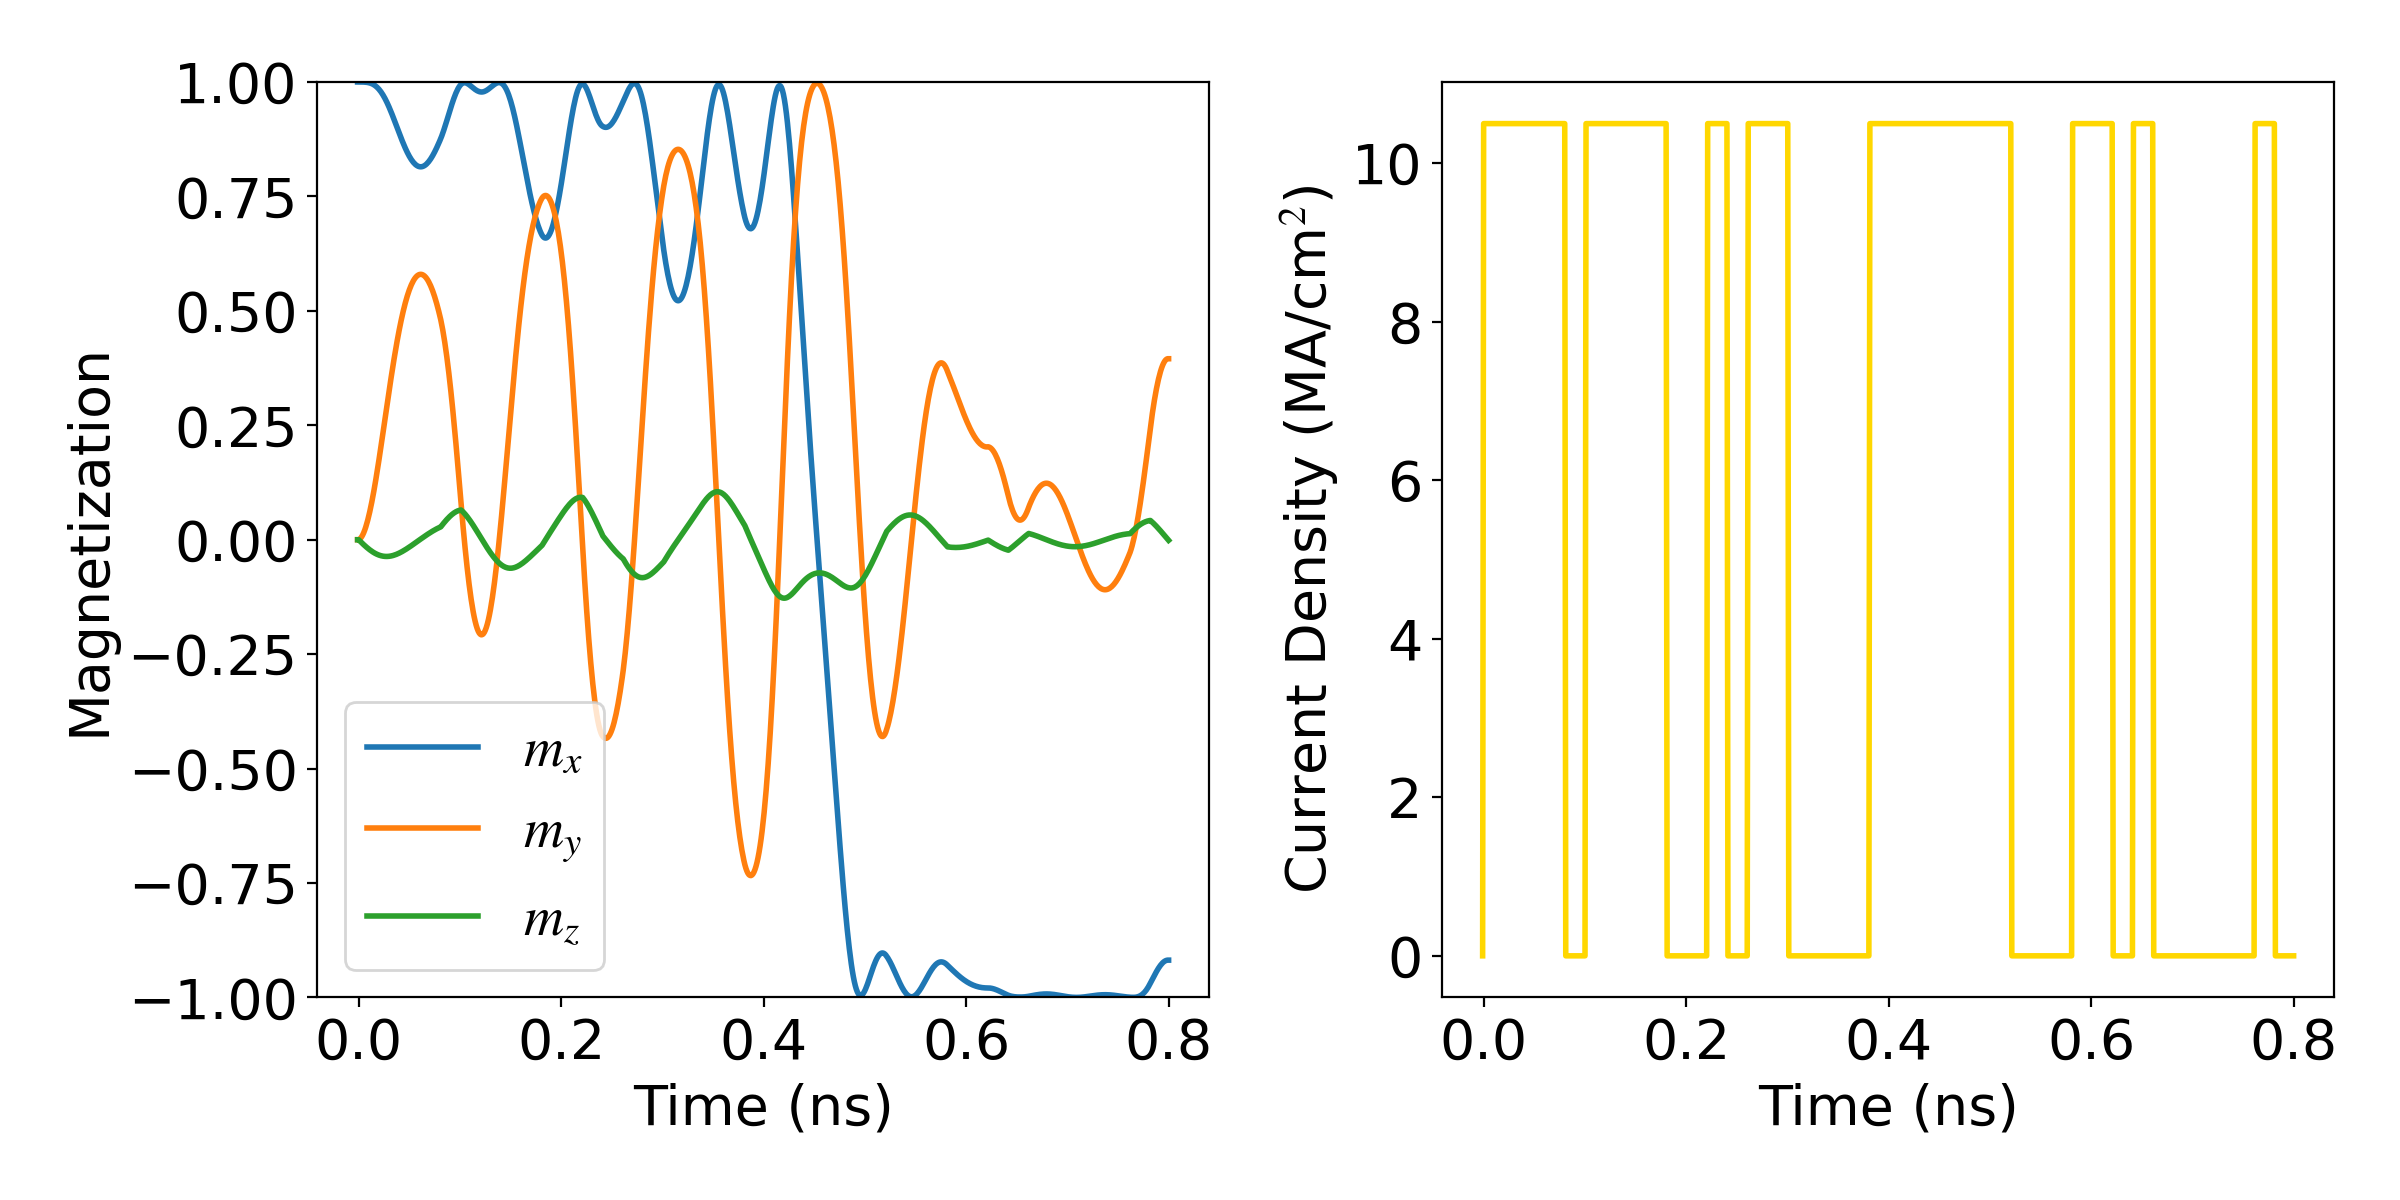 1.00
0.75
0.50
0.25
0.00
−0.25
−0.50
−0.75
−1.00
Magnetization
m_x
m_y
m_z
0.0 0.2 0.4 0.6 0.8
Time (ns)
10
8
6
4
2
0
Current Density (MA/cm²)
0.0 0.2 0.4 0.6 0.8
Time (ns)